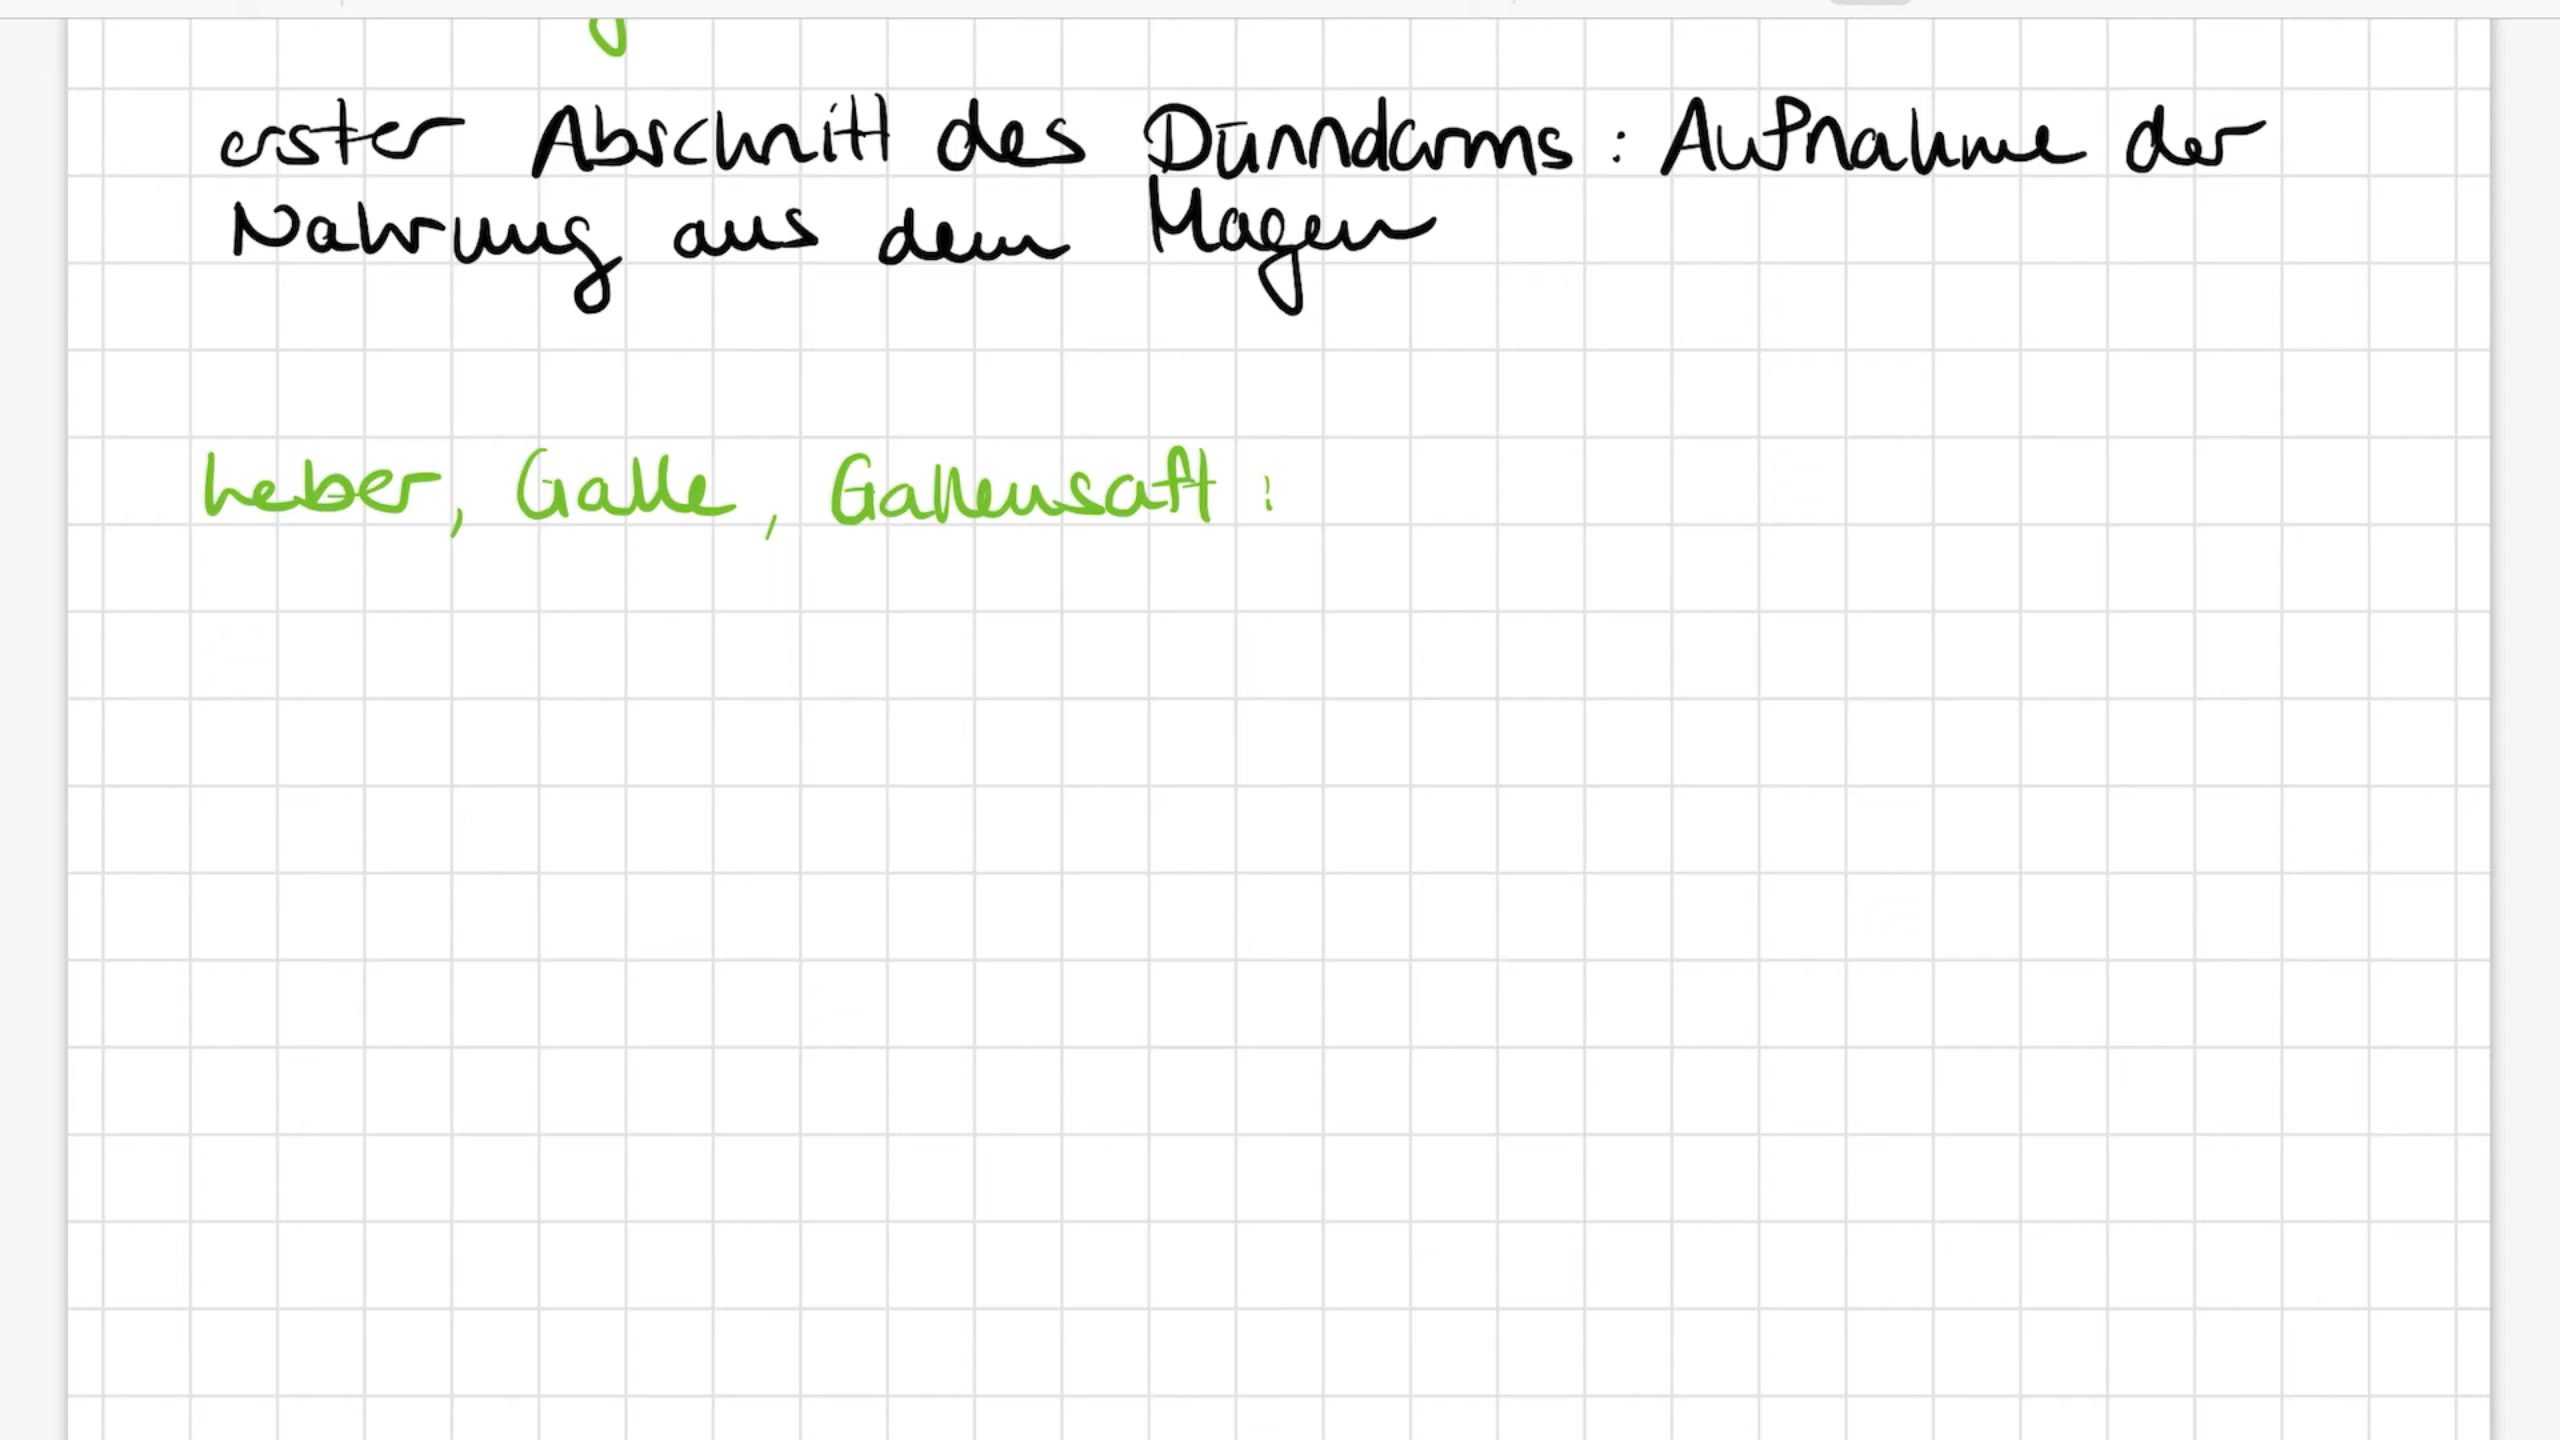 erster Abschnitt des Dünndarms : Aufnahme der
Nahrung aus dem Magen
Leber, Galle, Gallensaft :